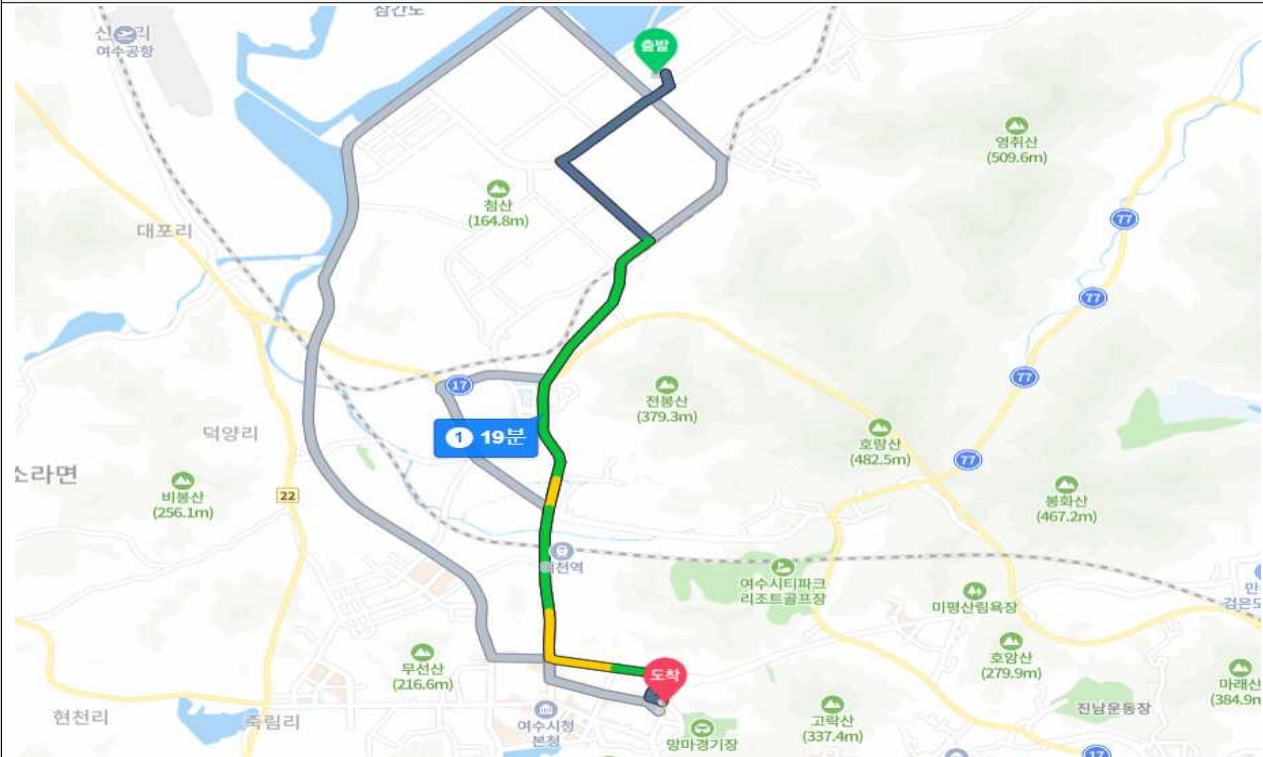 삼간도
신
리
여수공항
출발
영취산
(509.6m)
첨산
(164.8m)
77
대포리
77
17
전봉산
(379.3m)
77
1 19분
덕양리
호랑산
(482.5m)
77
소라면
비봉산
(256.1m)
22
봉화산
(467.2m)
여천역
여수시티파크
리조트골프장
미평산림욕장
만
검은모
무선산
(216.6m)
도착
호암산
(279.9m)
마래산
(384.9m
현천리
죽림리
여수시청
본청
망마경기장
고락산
(337.4m)
진남운동장
17